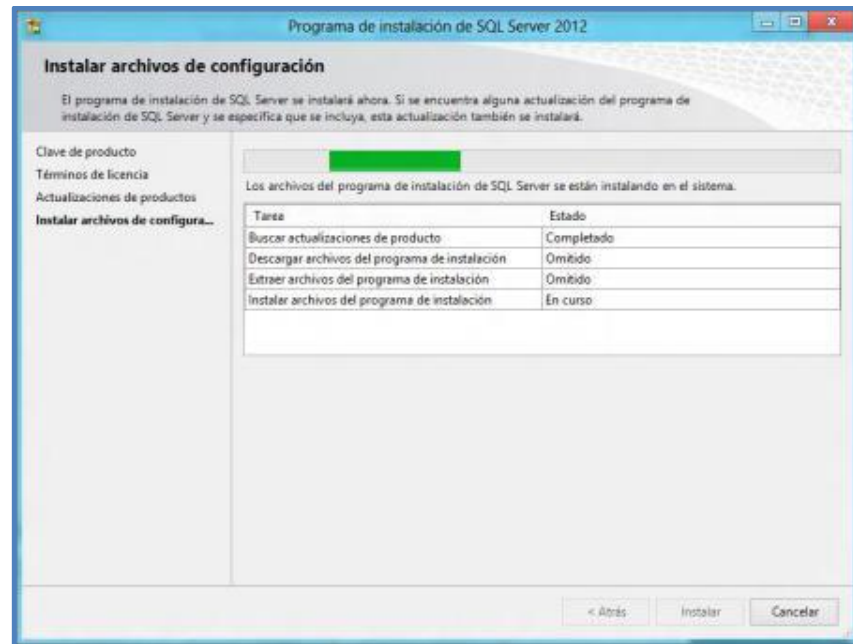 Programa de instalación de SQL Server 2012
Instalar archivos de configuración
El programa de instalación de SQL Server se instalará ahora. Si se encuentra alguna actualización del programa de
instalación de SQL Server y se especifica que se incluya, esta actualización también se instalará.
Clave de producto
Términos de licencia
Actualizaciones de productos
Instalar archivos de configura...
Los archivos del programa de instalación de SQL Server se están instalando en el sistema.
Tarea Estado
Buscar actualizaciones de producto Completado
Descargar archivos del programa de instalación Omitido
Extraer archivos del programa de instalación Omitido
Instalar archivos del programa de instalación En curso
< Atrás Instalar Cancelar